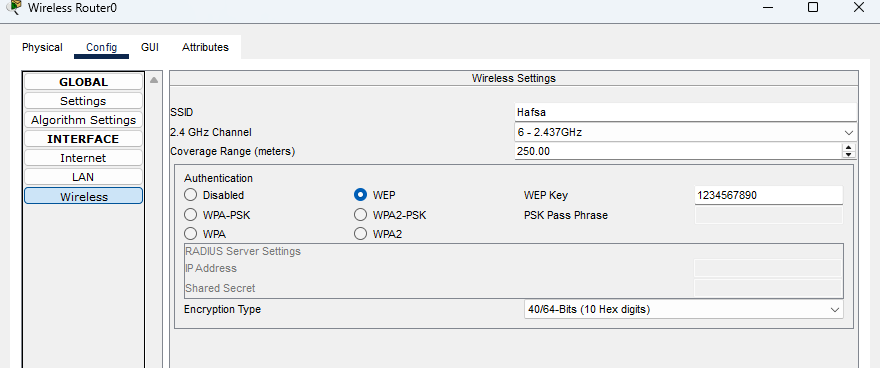 Wireless Router0
Physical Config GUI Attributes
GLOBAL
Settings
Algorithm Settings
INTERFACE
Internet
LAN
Wireless
Wireless Settings
SSID Hafsa
2.4 GHz Channel 6 - 2.437GHz
Coverage Range (meters) 250.00
Authentication
Disabled WEP WEP Key 1234567890
WPA-PSK WPA2-PSK PSK Pass Phrase
WPA WPA2
RADIUS Server Settings
IP Address
Shared Secret
Encryption Type 40/64-Bits (10 Hex digits)